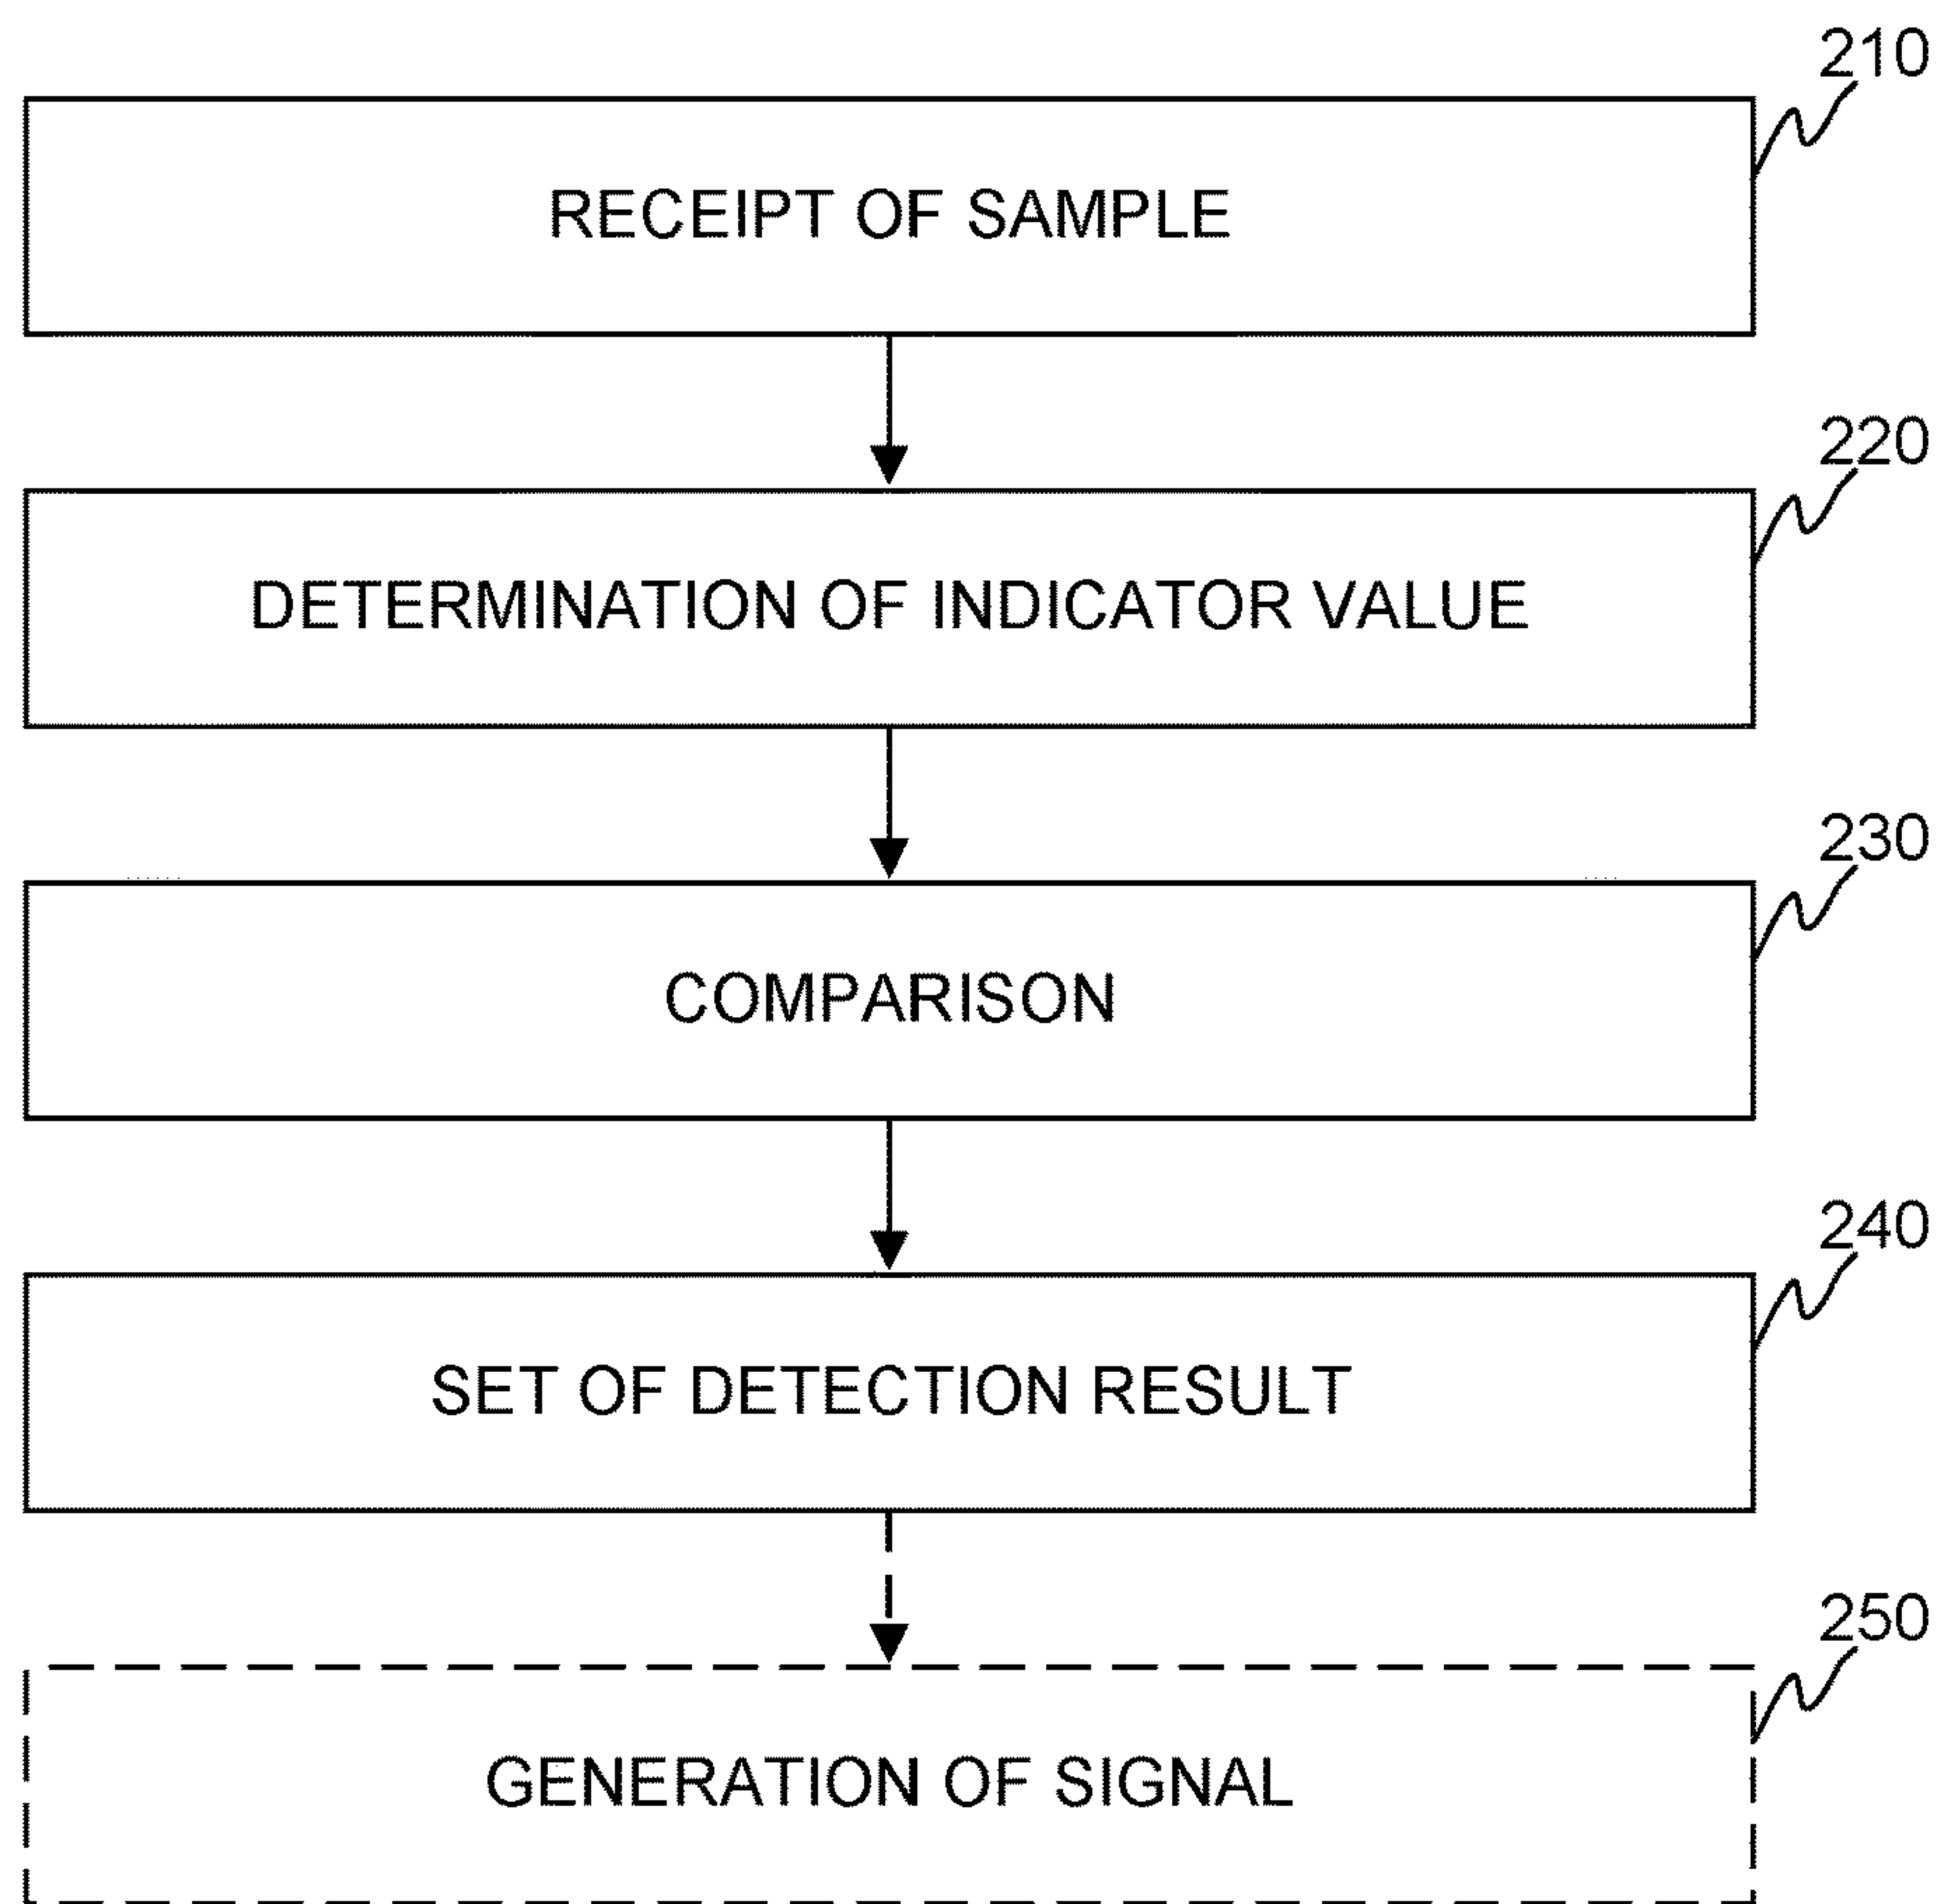 210
RECEIPT OF SAMPLE
220
DETERMINATION OF INDICATOR VALUE
230
COMPARISON
240
SET OF DETECTION RESULT
250
GENERATION OF SIGNAL